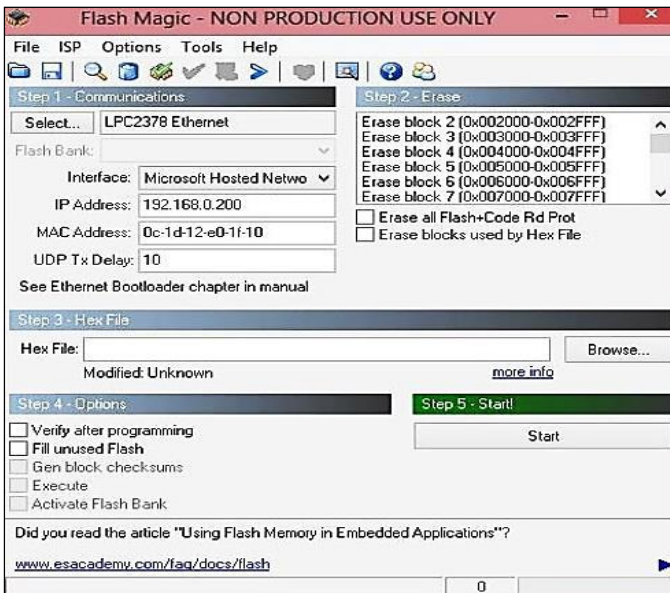 Flash Magic - NON PRODUCTION USE ONLY
File ISP Options Tools Help
Step 1 - Communications
Select... LPC2378 Ethernet
Flash Bank:
Interface: Microsoft Hosted Netwo
IP Address: 192.168.0.200
MAC Address: 0c-1d-12-e0-1f-10
UDP Tx Delay: 10
See Ethernet Bootloader chapter in manual
Step 2 - Erase
Erase block 2 (0x002000-0x002FFF)
Erase block 3 (0x003000-0x003FFF)
Erase block 4 (0x004000-0x004FFF)
Erase block 5 (0x005000-0x005FFF)
Erase block 6 (0x006000-0x006FFF)
Erase block 7 (0x007000-0x007FFF)
Erase all Flash+Code Rd Prot
Erase blocks used by Hex File
Step 3 - Hex File
Hex File: Browse...
Modified: Unknown more info
Step 4 - Options
Verify after programming
Fill unused Flash
Gen block checksums
Execute
Activate Flash Bank
Step 5 - Start!
Start
Did you read the article "Using Flash Memory in Embedded Applications"?
www.esacademy.com/faq/docs/flash
0